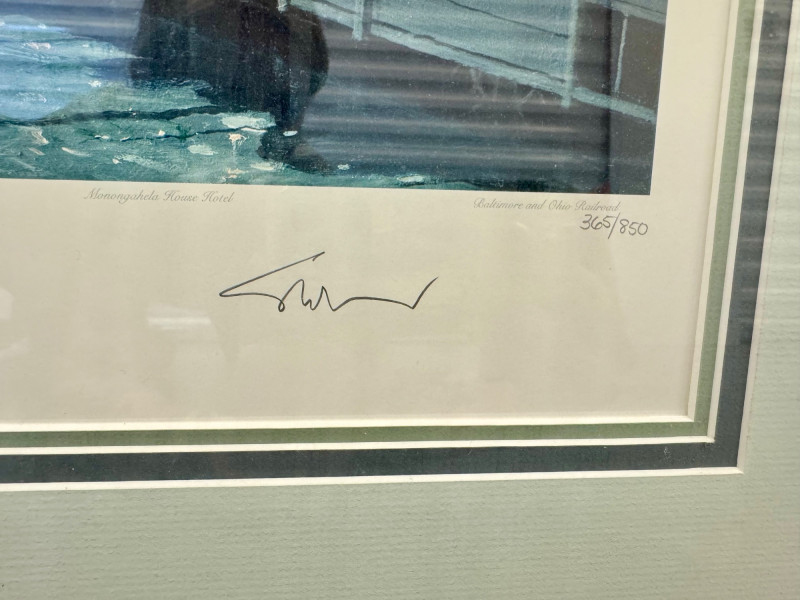 Monongahela House Hotel
Baltimore and Ohio Railroad
365/850